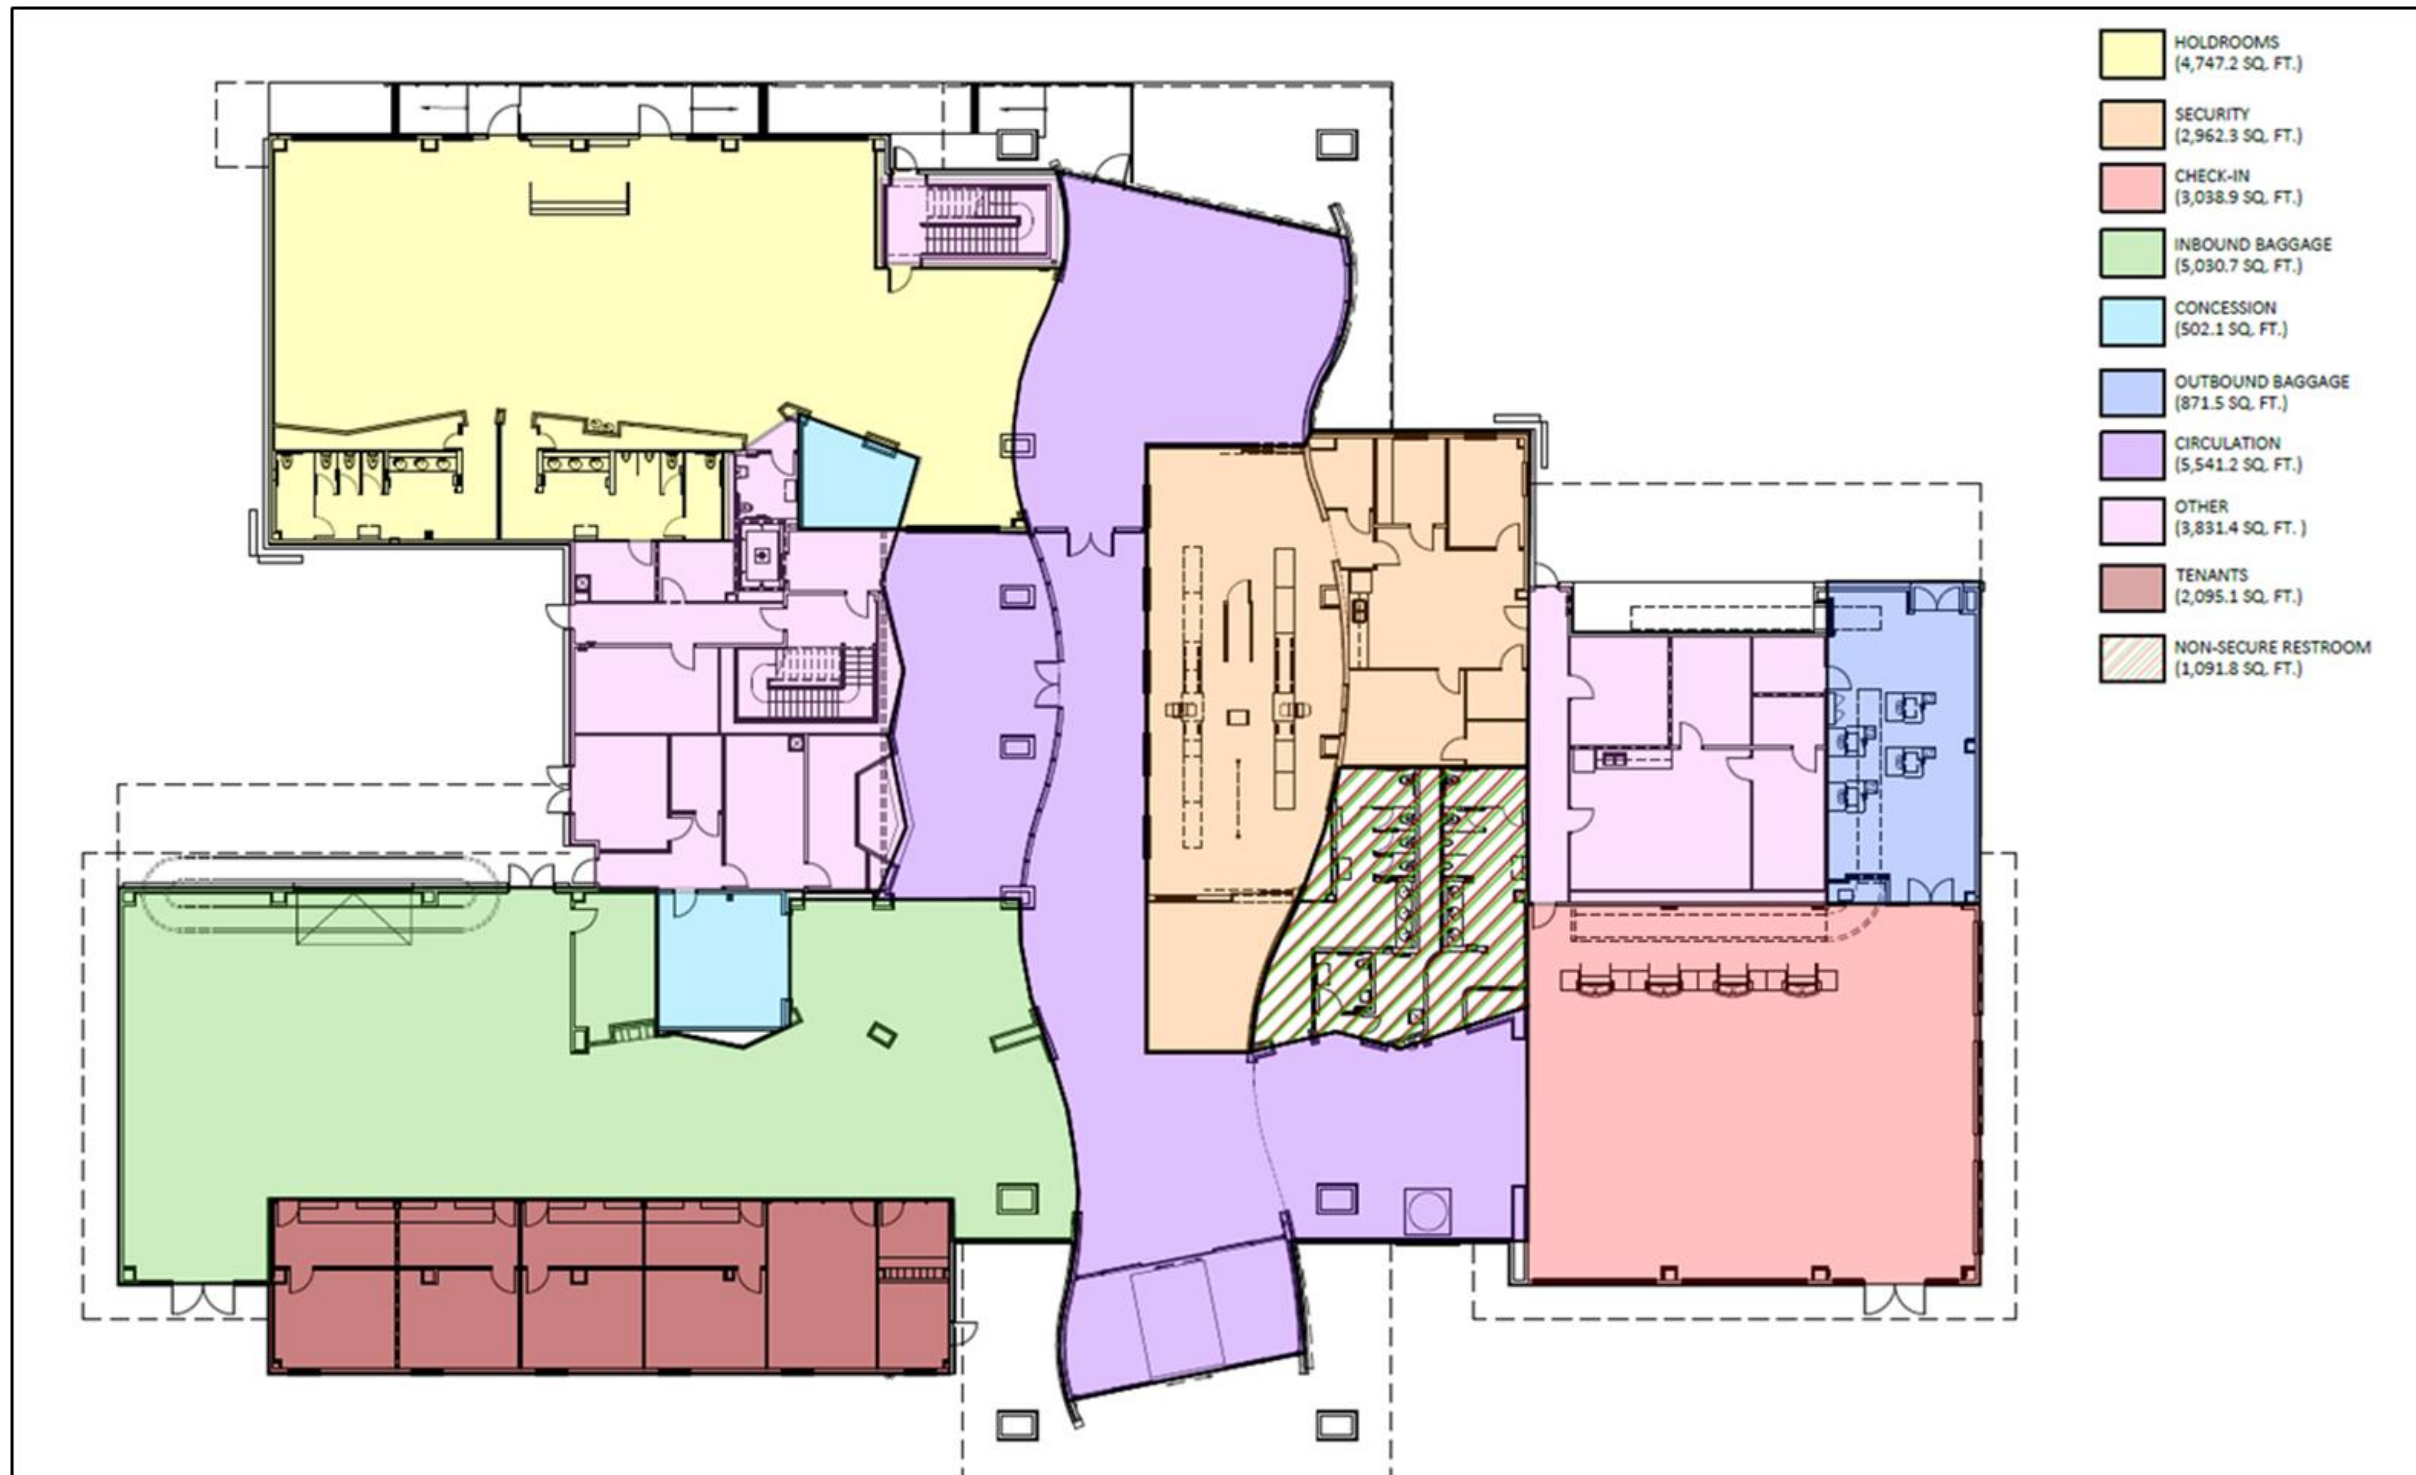 HOLDROOMS
(4,747.2 SQ. FT.)
SECURITY
(2,962.3 SQ. FT.)
CHECK-IN
(3,038.9 SQ. FT.)
INBOUND BAGGAGE
(5,030.7 SQ. FT.)
CONCESSION
(502.1 SQ. FT.)
OUTBOUND BAGGAGE
(871.5 SQ. FT.)
CIRCULATION
(5,541.2 SQ. FT.)
OTHER
(3,831.4 SQ. FT. )
TENANTS
(2,095.1 SQ. FT.)
NON-SECURE RESTROOM
(1,091.8 SQ. FT.)